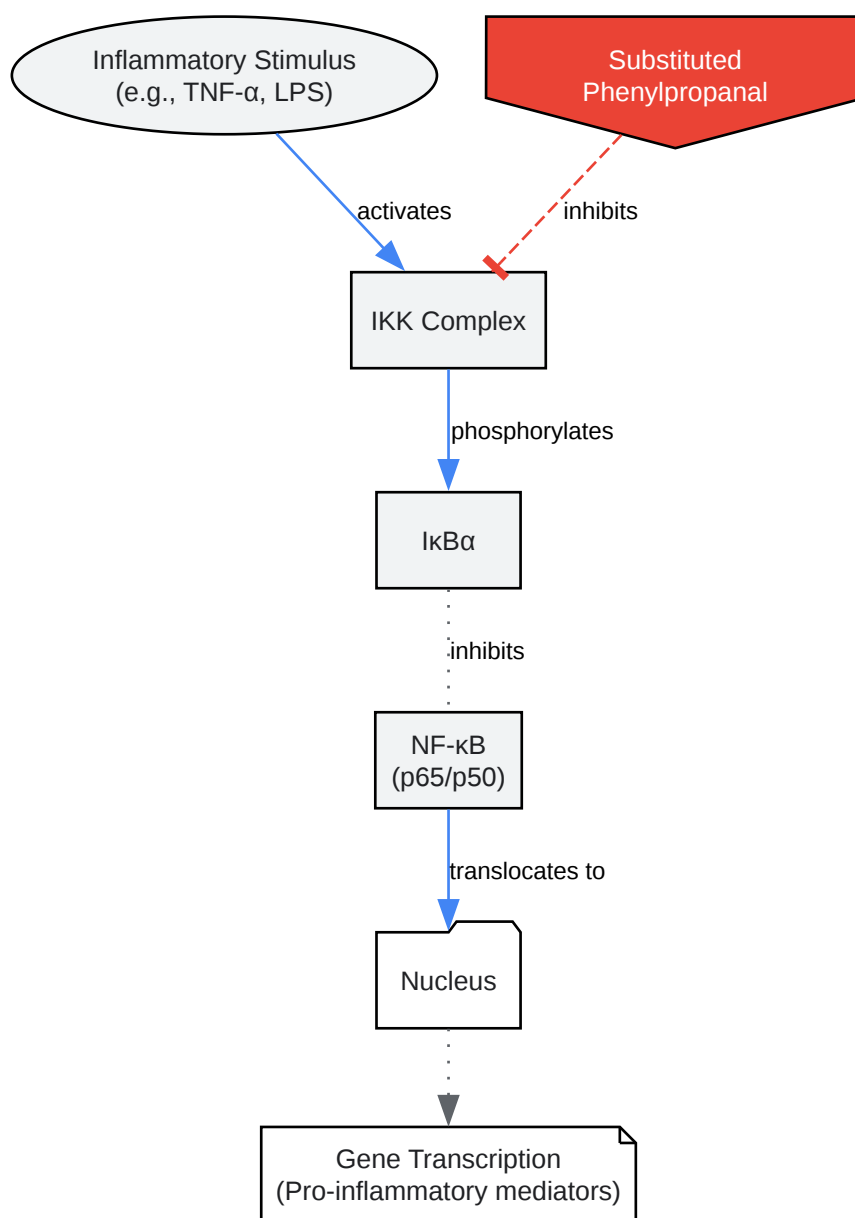 Inflammatory Stimulus
(e.g., TNF-α, LPS)
Substituted
Phenylpropanal
activates
inhibits
IKK Complex
phosphorylates
IκBα
inhibits
NF-κB
(p65/p50)
translocates to
Nucleus
Gene Transcription
(Pro-inflammatory mediators)